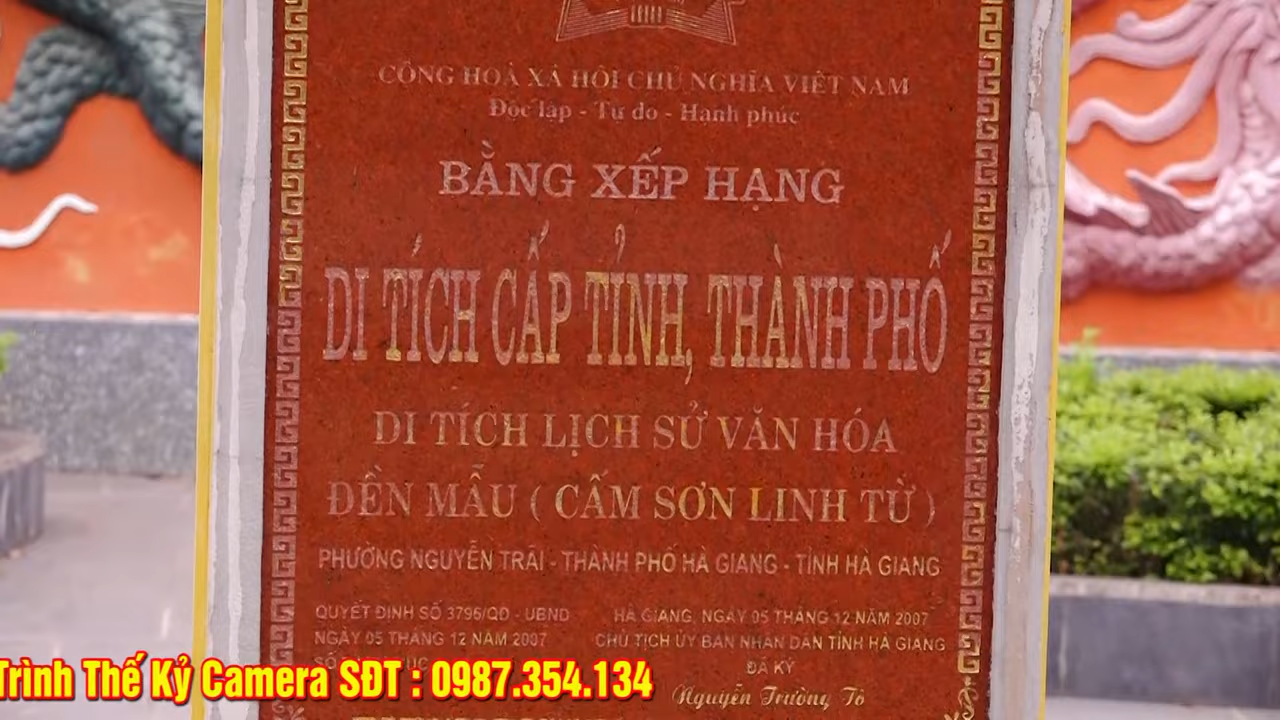 CỘNG HOÀ XÃ HỘI CHỦ NGHĨA VIỆT NAM
Độc lập - Tự do - Hạnh phúc
BẰNG XẾP HẠNG
DI TÍCH CẤP TỈNH, THÀNH PHỐ
DI TÍCH LỊCH SỬ VĂN HÓA
ĐỀN MẪU ( CẤM SƠN LINH TỪ )
PHƯỜNG NGUYỄN TRÃI - THÀNH PHỐ HÀ GIANG - TỈNH HÀ GIANG
QUYẾT ĐỊNH SỐ 3796/QĐ - UBND
NGÀY 05 THÁNG 12 NĂM 2007
HÀ GIANG, NGÀY 05 THÁNG 12 NĂM 2007
CHỦ TỊCH ỦY BAN NHÂN DÂN TỈNH HÀ GIANG
ĐÃ KÝ
Nguyễn Trường Tô
Trình Thế Kỷ Camera SĐT : 0987.354.134